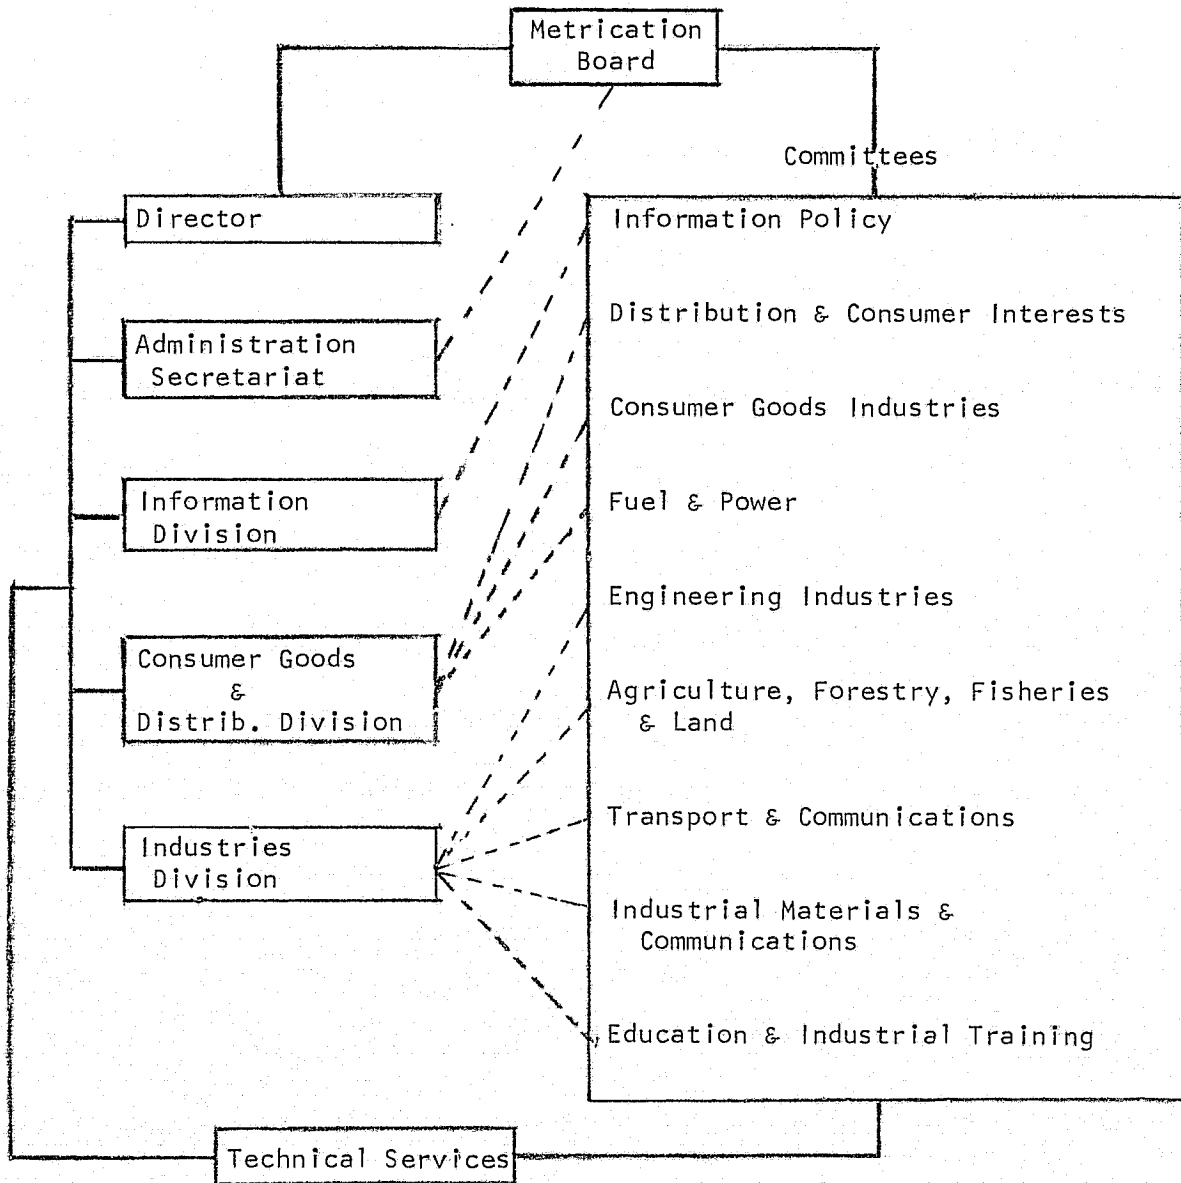 Metrication
Board
Committees
Director
Administration
Secretariat
Information
Division
Consumer Goods
&
Distrib. Division
Industries
Division
Information Policy
Distribution & Consumer Interests
Consumer Goods Industries
Fuel & Power
Engineering Industries
Agriculture, Forestry, Fisheries
& Land
Transport & Communications
Industrial Materials &
Communications
Education & Industrial Training
Technical Services